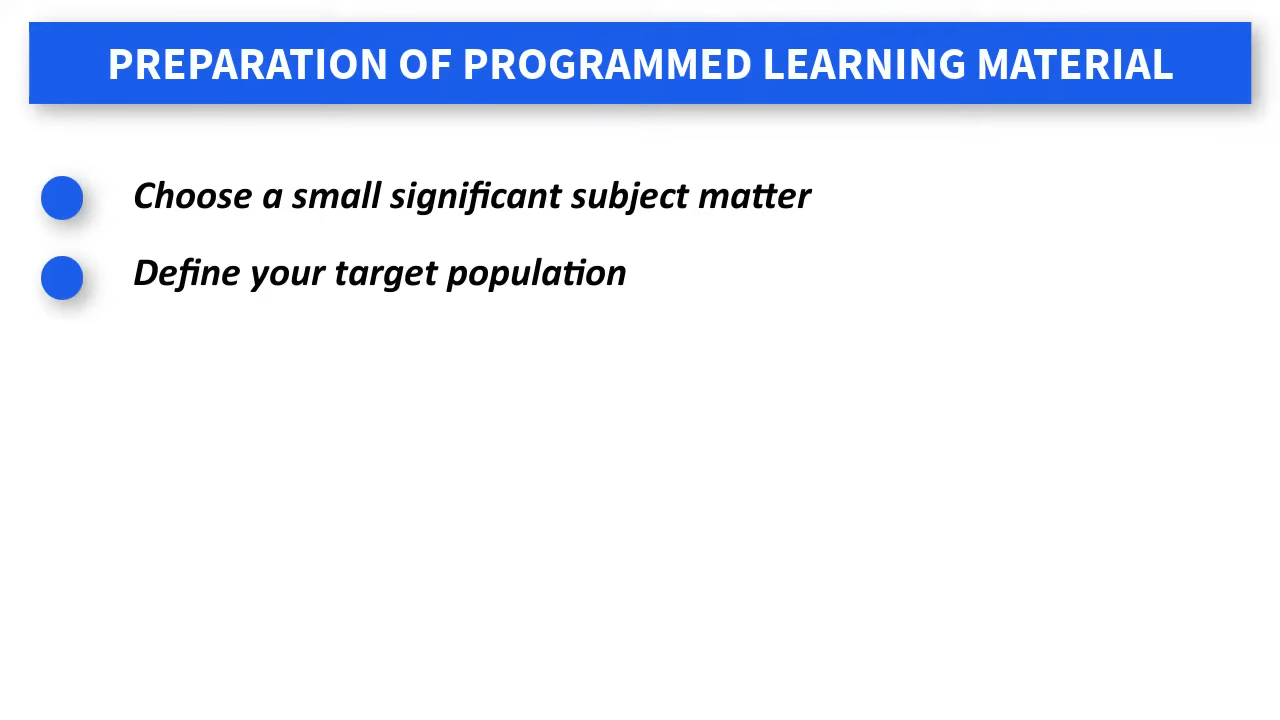 PREPARATION OF PROGRAMMED LEARNING MATERIAL
Choose a small significant subject matter
Define your target population